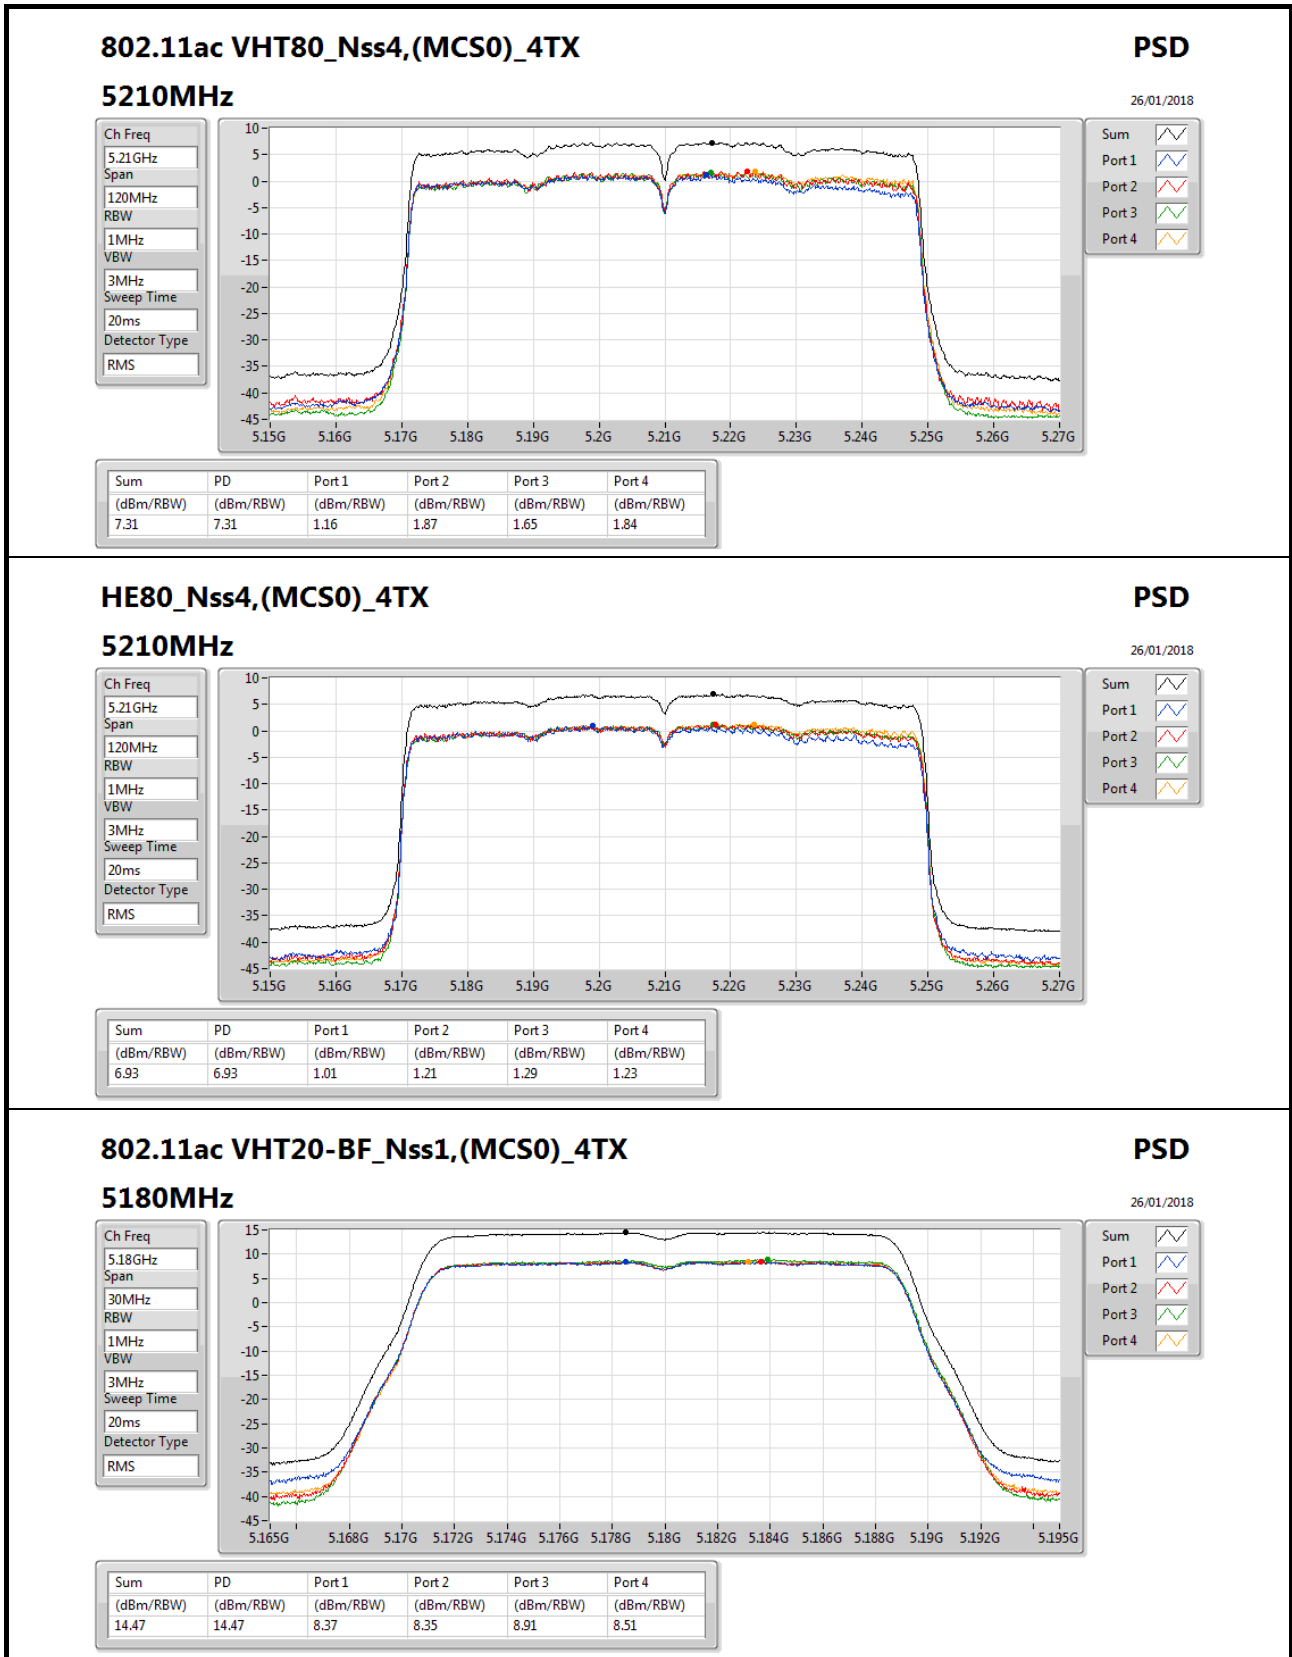 802.11ac VHT80_Nss4,(MCS0)_4TX PSD
5210MHz 26/01/2018
Ch Freq
5.21GHz
Span
120MHz
RBW
1MHz
VBW
3MHz
Sweep Time
20ms
Detector Type
RMS
10
5
0
-5
-10
-15
-20
-25
-30
-35
-40
-45
5.15G 5.16G 5.17G 5.18G 5.19G 5.2G 5.21G 5.22G 5.23G 5.24G 5.25G 5.26G 5.27G
Sum
Port 1
Port 2
Port 3
Port 4
Sum PD Port 1 Port 2 Port 3 Port 4
(dBm/RBW) (dBm/RBW) (dBm/RBW) (dBm/RBW) (dBm/RBW) (dBm/RBW)
7.31 7.31 1.16 1.87 1.65 1.84
HE80_Nss4,(MCS0)_4TX PSD
5210MHz 26/01/2018
Ch Freq
5.21GHz
Span
120MHz
RBW
1MHz
VBW
3MHz
Sweep Time
20ms
Detector Type
RMS
10
5
0
-5
-10
-15
-20
-25
-30
-35
-40
-45
5.15G 5.16G 5.17G 5.18G 5.19G 5.2G 5.21G 5.22G 5.23G 5.24G 5.25G 5.26G 5.27G
Sum
Port 1
Port 2
Port 3
Port 4
Sum PD Port 1 Port 2 Port 3 Port 4
(dBm/RBW) (dBm/RBW) (dBm/RBW) (dBm/RBW) (dBm/RBW) (dBm/RBW)
6.93 6.93 1.01 1.21 1.29 1.23
802.11ac VHT20-BF_Nss1,(MCS0)_4TX PSD
5180MHz 26/01/2018
Ch Freq
5.18GHz
Span
30MHz
RBW
1MHz
VBW
3MHz
Sweep Time
20ms
Detector Type
RMS
15
10
5
0
-5
-10
-15
-20
-25
-30
-35
-40
-45
5.165G 5.168G 5.17G 5.172G 5.174G 5.176G 5.178G 5.18G 5.182G 5.184G 5.186G 5.188G 5.19G 5.192G 5.195G
Sum
Port 1
Port 2
Port 3
Port 4
Sum PD Port 1 Port 2 Port 3 Port 4
(dBm/RBW) (dBm/RBW) (dBm/RBW) (dBm/RBW) (dBm/RBW) (dBm/RBW)
14.47 14.47 8.37 8.35 8.91 8.51